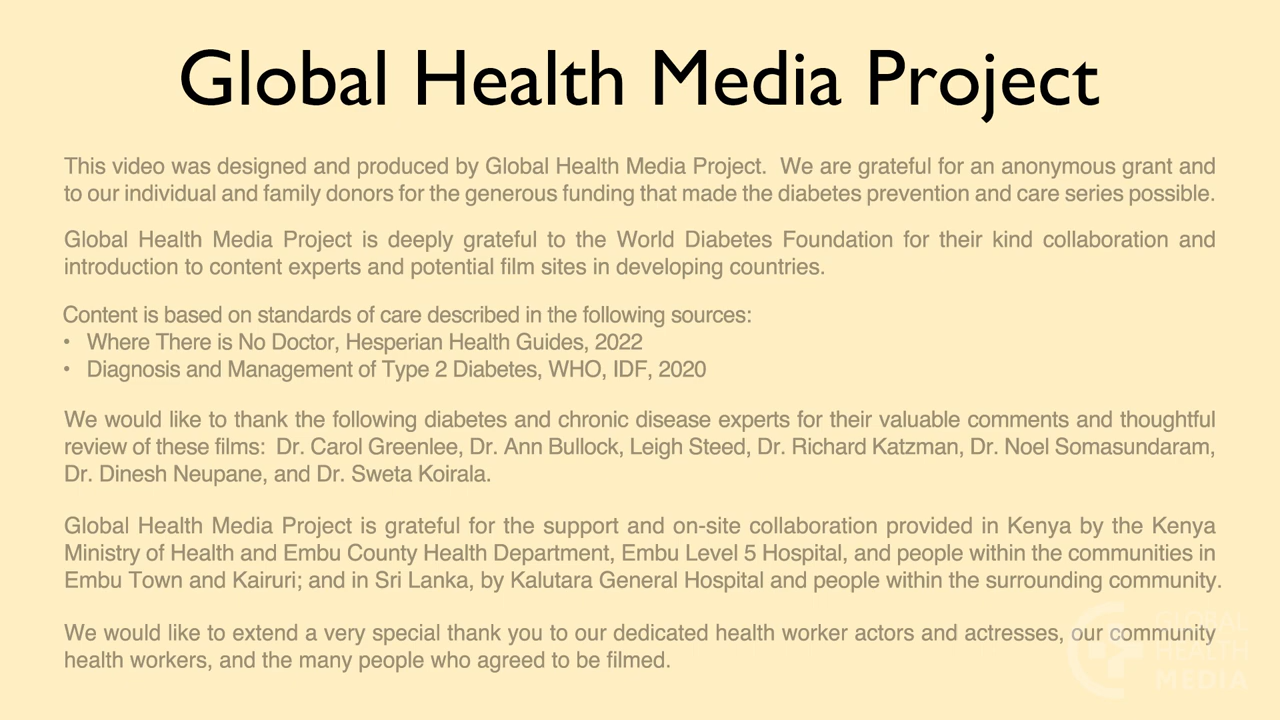 Global Health Media Project
This video was designed and produced by Global Health Media Project.  We are grateful for an anonymous grant and
to our individual and family donors for the generous funding that made the diabetes prevention and care series possible.
Global Health Media Project is deeply grateful to the World Diabetes Foundation for their kind collaboration and
introduction to content experts and potential film sites in developing countries.
Content is based on standards of care described in the following sources:
• Where There is No Doctor, Hesperian Health Guides, 2022
• Diagnosis and Management of Type 2 Diabetes, WHO, IDF, 2020
We would like to thank the following diabetes and chronic disease experts for their valuable comments and thoughtful
review of these films:  Dr. Carol Greenlee, Dr. Ann Bullock, Leigh Steed, Dr. Richard Katzman, Dr. Noel Somasundaram,
Dr. Dinesh Neupane, and Dr. Sweta Koirala.
Global Health Media Project is grateful for the support and on-site collaboration provided in Kenya by the Kenya
Ministry of Health and Embu County Health Department, Embu Level 5 Hospital, and people within the communities in
Embu Town and Kairuri; and in Sri Lanka, by Kalutara General Hospital and people within the surrounding community.
We would like to extend a very special thank you to our dedicated health worker actors and actresses, our community
health workers, and the many people who agreed to be filmed.
GLOBAL
HEALTH
MEDIA